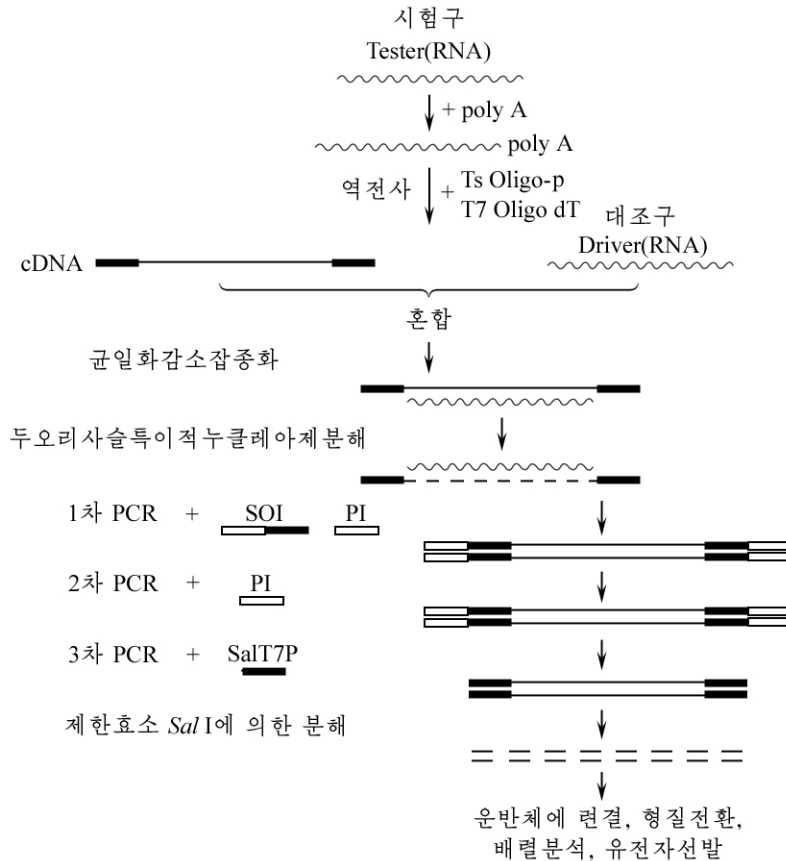 시험구
Tester(RNA)
+ poly A
poly A
역전사
+ Ts Oligo-p
T7 Oligo dT
대조구
Driver(RNA)
cDNA
혼합
균일화감소잡종화
두오리사슬특이적누클레아제분해
1차 PCR + SOI PI
2차 PCR + PI
3차 PCR + SalT7P
제한효소 Sal I에 의한 분해
운반체에 련결, 형질전환,
배렬분석, 유전자선발